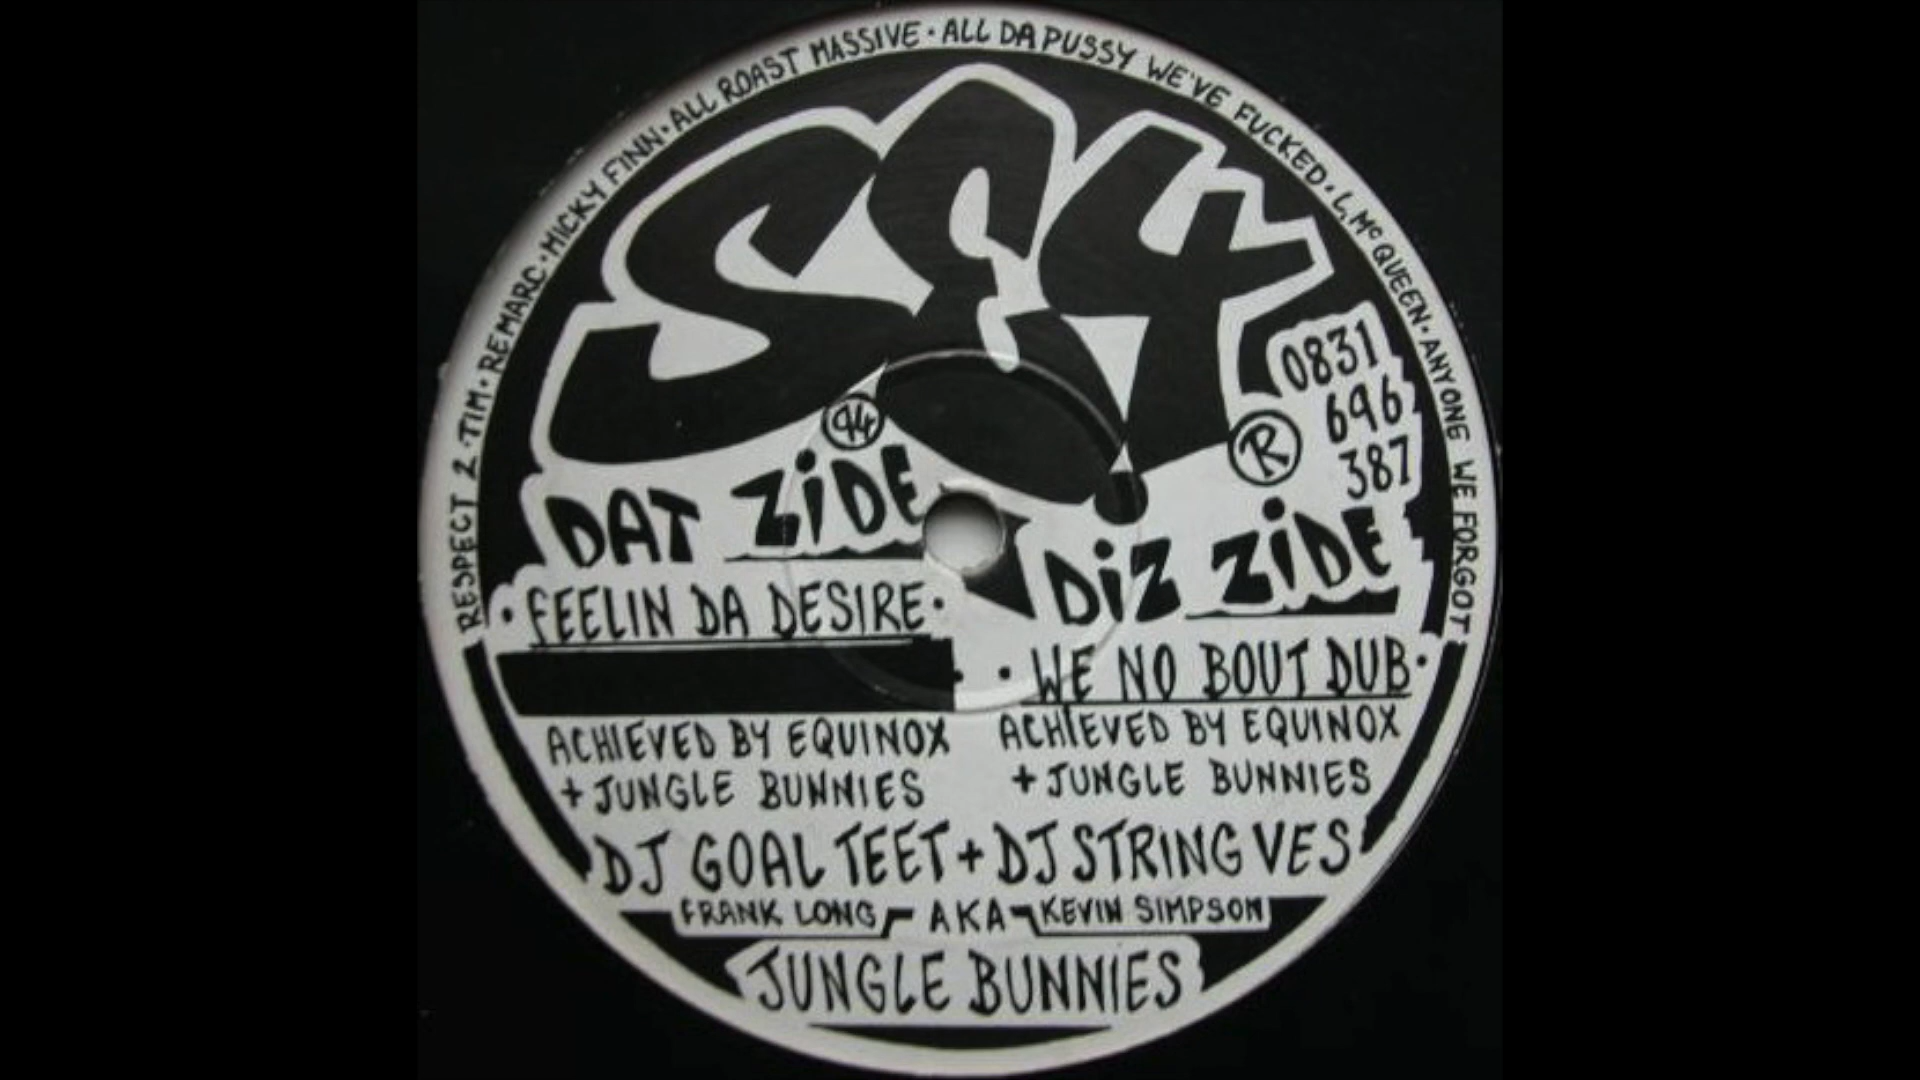 RESPECT 2 · TIM · REMARC · MICKY FINN · ALL ROAST MASSIVE · ALL DA PUSSY WE'VE FUCKED · L, McQUEEN · ANYONE WE FORGOT
SE4
94
R
0831
696
387
DAT ZiDE
· FEELIN DA DESIRE ·
ACHIEVED BY EQUINOX
+ JUNGLE BUNNIES
DiZ ZiDE
· WE NO BOUT DUB ·
ACHIEVED BY EQUINOX
+ JUNGLE BUNNIES
DJ GOAL TEET + DJ STRING VES
FRANK LONG - AKA - KEVIN SIMPSON
JUNGLE BUNNIES